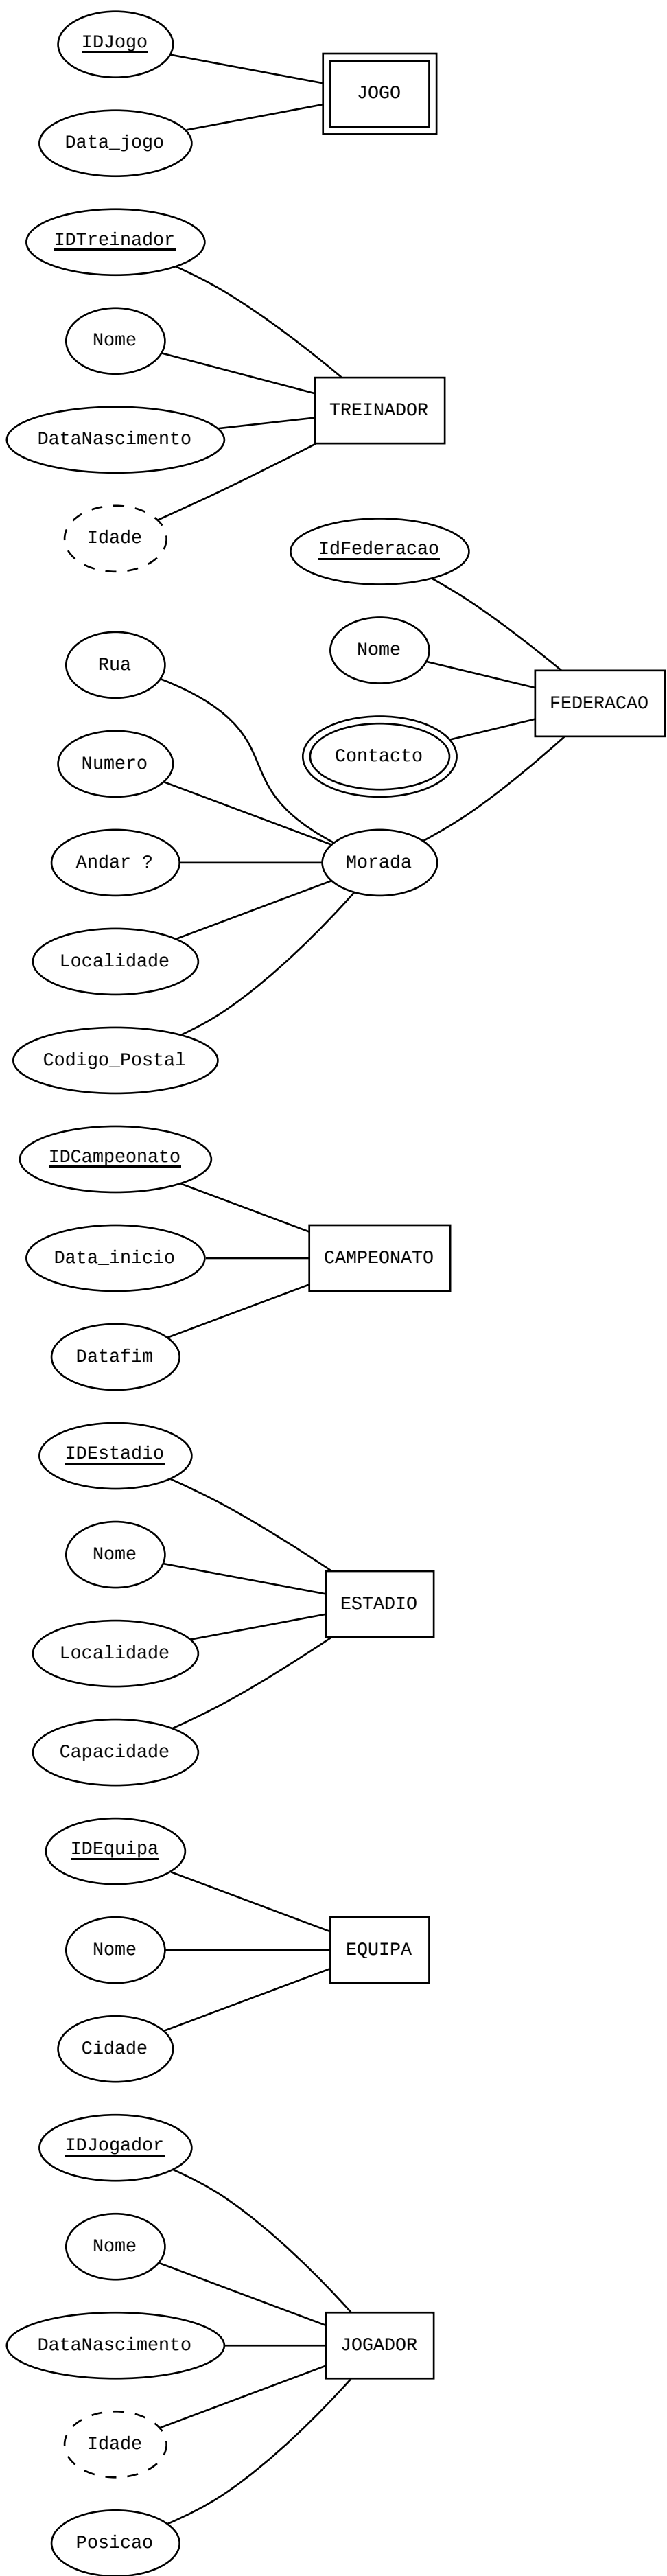 IDJogo
JOGO
Data_jogo
IDTreinador
Nome
TREINADOR
DataNascimento
Idade
IdFederacao
Nome
FEDERACAO
Contacto
Rua
Numero
Andar ?
Morada
Localidade
Codigo_Postal
IDCampeonato
Data_inicio
CAMPEONATO
Datafim
IDEstadio
Nome
ESTADIO
Localidade
Capacidade
IDEquipa
Nome
EQUIPA
Cidade
IDJogador
Nome
DataNascimento
JOGADOR
Idade
Posicao